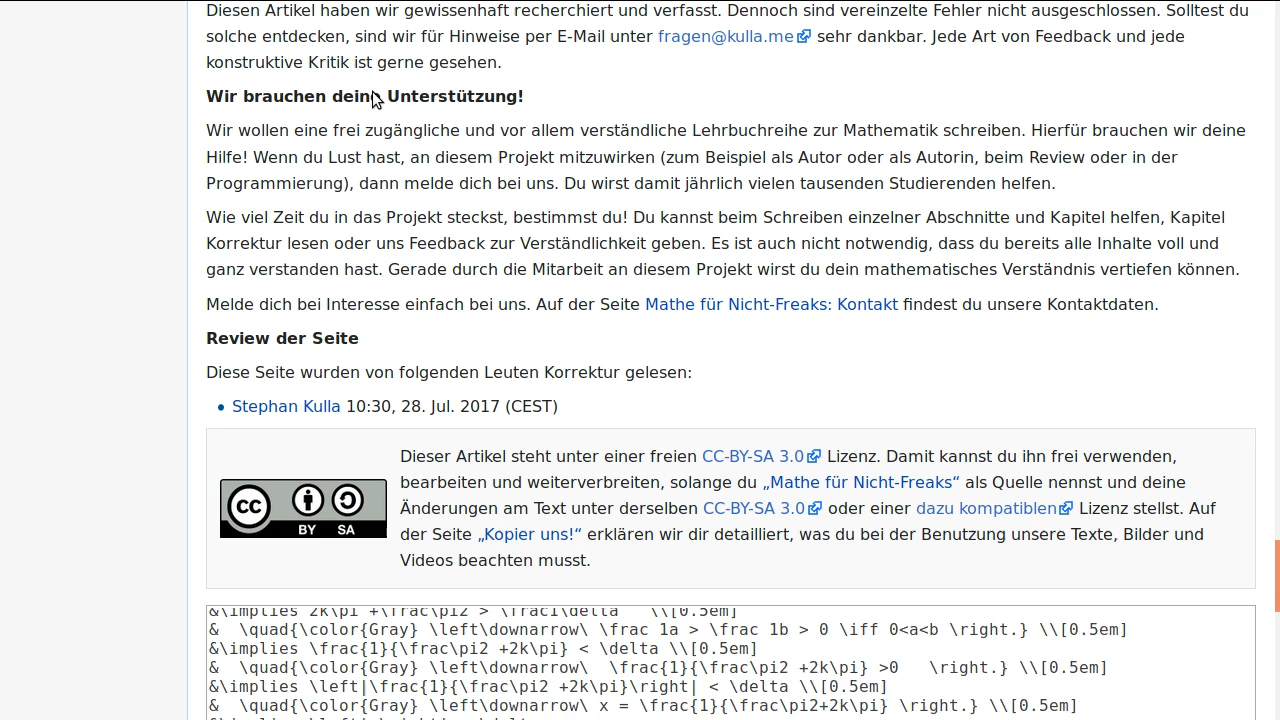 Diesen Artikel haben wir gewissenhaft recherchiert und verfasst. Dennoch sind vereinzelte Fehler nicht ausgeschlossen. Solltest du
solche entdecken, sind wir für Hinweise per E-Mail unter fragen@kulla.me sehr dankbar. Jede Art von Feedback und jede
konstruktive Kritik ist gerne gesehen.
Wir brauchen deine Unterstützung!
Wir wollen eine frei zugängliche und vor allem verständliche Lehrbuchreihe zur Mathematik schreiben. Hierfür brauchen wir deine
Hilfe! Wenn du Lust hast, an diesem Projekt mitzuwirken (zum Beispiel als Autor oder als Autorin, beim Review oder in der
Programmierung), dann melde dich bei uns. Du wirst damit jährlich vielen tausenden Studierenden helfen.
Wie viel Zeit du in das Projekt steckst, bestimmst du! Du kannst beim Schreiben einzelner Abschnitte und Kapitel helfen, Kapitel
Korrektur lesen oder uns Feedback zur Verständlichkeit geben. Es ist auch nicht notwendig, dass du bereits alle Inhalte voll und
ganz verstanden hast. Gerade durch die Mitarbeit an diesem Projekt wirst du dein mathematisches Verständnis vertiefen können.
Melde dich bei Interesse einfach bei uns. Auf der Seite Mathe für Nicht-Freaks: Kontakt findest du unsere Kontaktdaten.
Review der Seite
Diese Seite wurden von folgenden Leuten Korrektur gelesen:
• Stephan Kulla 10:30, 28. Jul. 2017 (CEST)
Dieser Artikel steht unter einer freien CC-BY-SA 3.0 Lizenz. Damit kannst du ihn frei verwenden,
bearbeiten und weiterverbreiten, solange du „Mathe für Nicht-Freaks“ als Quelle nennst und deine
Änderungen am Text unter derselben CC-BY-SA 3.0 oder einer dazu kompatiblen Lizenz stellst. Auf
der Seite „Kopier uns!“ erklären wir dir detailliert, was du bei der Benutzung unsere Texte, Bilder und
Videos beachten musst.
cc BY SA
&\implies 2k\pi +\frac\pi2 > \frac1\delta   \\[0.5em]
&  \quad{\color{Gray} \left\downarrow\ \frac 1a > \frac 1b > 0 \iff 0<a<b \right.} \\[0.5em]
&\implies \frac{1}{\frac\pi2 +2k\pi} < \delta \\[0.5em]
&  \quad{\color{Gray} \left\downarrow\  \frac{1}{\frac\pi2 +2k\pi} >0   \right.} \\[0.5em]
&\implies \left|\frac{1}{\frac\pi2 +2k\pi}\right| < \delta \\[0.5em]
&  \quad{\color{Gray} \left\downarrow\ x = \frac{1}{\frac\pi2+2k\pi} \right.} \\[0.5em]